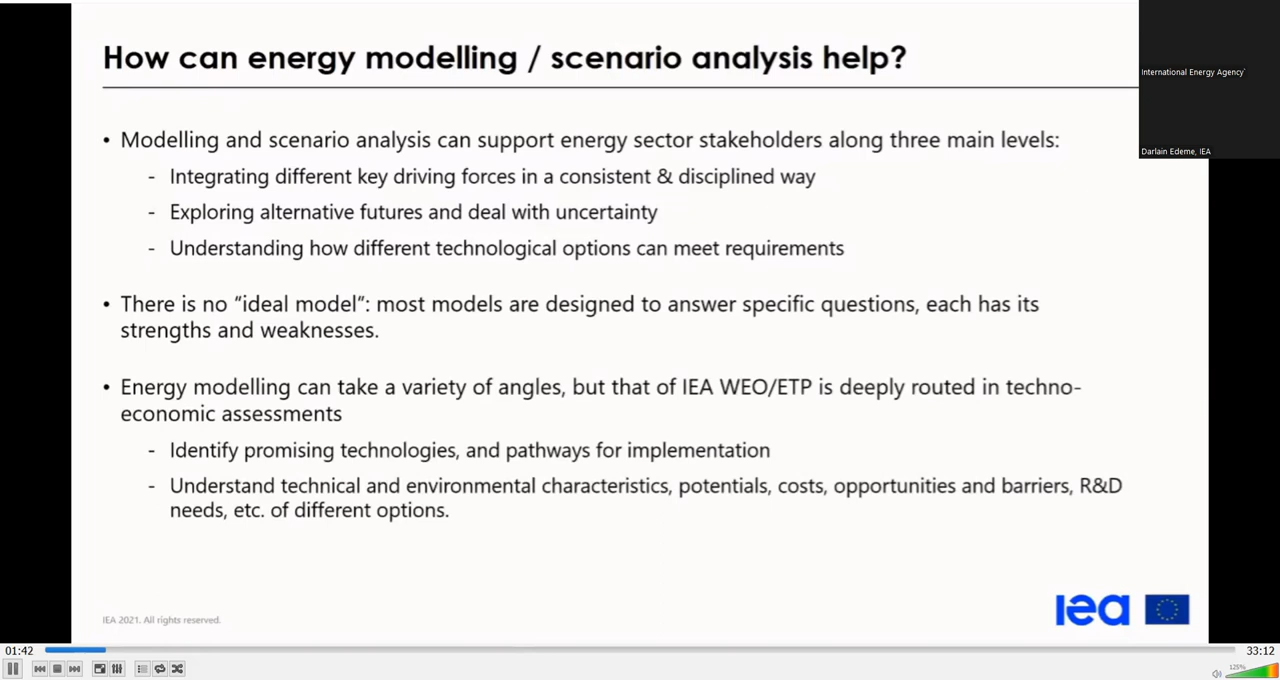 How can energy modelling / scenario analysis help?
International Energy Agency'
Darlain Edeme, IEA
• Modelling and scenario analysis can support energy sector stakeholders along three main levels:
- Integrating different key driving forces in a consistent & disciplined way
- Exploring alternative futures and deal with uncertainty
- Understanding how different technological options can meet requirements
• There is no “ideal model”: most models are designed to answer specific questions, each has its
strengths and weaknesses.
• Energy modelling can take a variety of angles, but that of IEA WEO/ETP is deeply routed in techno-
economic assessments
- Identify promising technologies, and pathways for implementation
- Understand technical and environmental characteristics, potentials, costs, opportunities and barriers, R&D
needs, etc. of different options.
IEA 2021. All rights reserved.
iea
01:42
33:12
125%